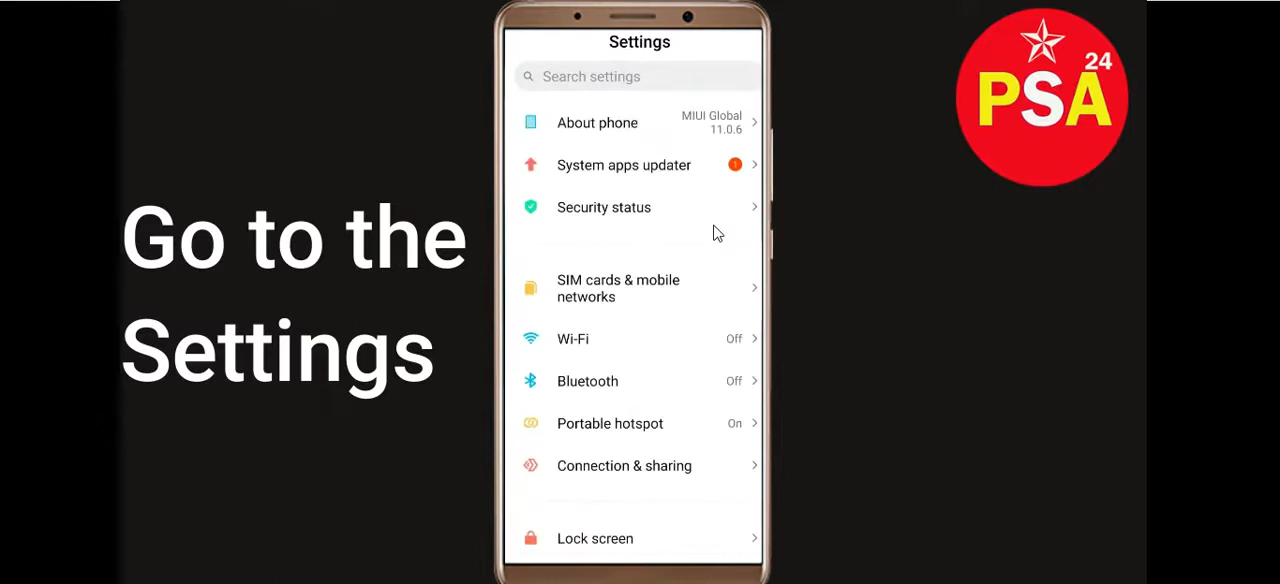 Go to the
Settings
Settings
Search settings
About phone
MIUI Global
11.0.6
System apps updater
1
Security status
SIM cards & mobile
networks
Wi-Fi
Off
Bluetooth
Off
Portable hotspot
On
Connection & sharing
Lock screen
24
PSA